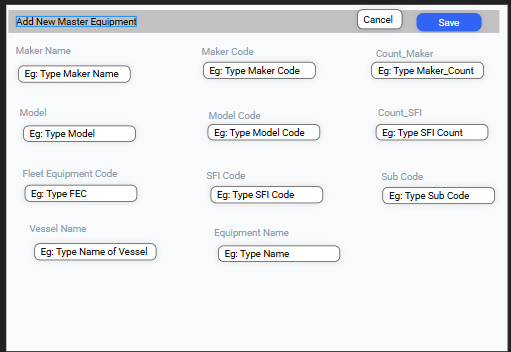 Add New Master Equipment
Cancel
Save
Maker Name
Maker Code
Count_Maker
Eg: Type Maker Name
Eg: Type Maker Code
Eg: Type Maker_Count
Model
Model Code
Count_SFI
Eg: Type Model
Eg: Type Model Code
Eg: Type SFI Count
Fleet Equipment Code
SFI Code
Sub Code
Eg: Type FEC
Eg: Type SFI Code
Eg: Type Sub Code
Vessel Name
Equipment Name
Eg: Type Name of Vessel
Eg: Type Name